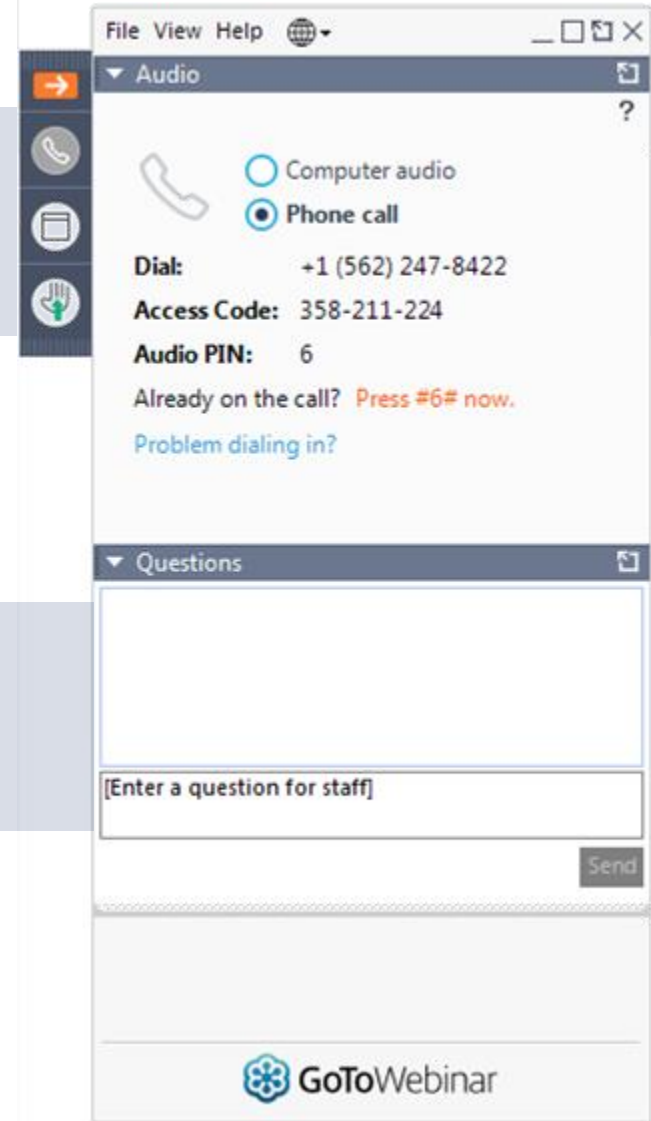 File View Help
Audio
?
Computer audio
Phone call
Dial: +1 (562) 247-8422
Access Code: 358-211-224
Audio PIN: 6
Already on the call? Press #6# now.
Problem dialing in?
Questions
[Enter a question for staff]
Send
GoToWebinar